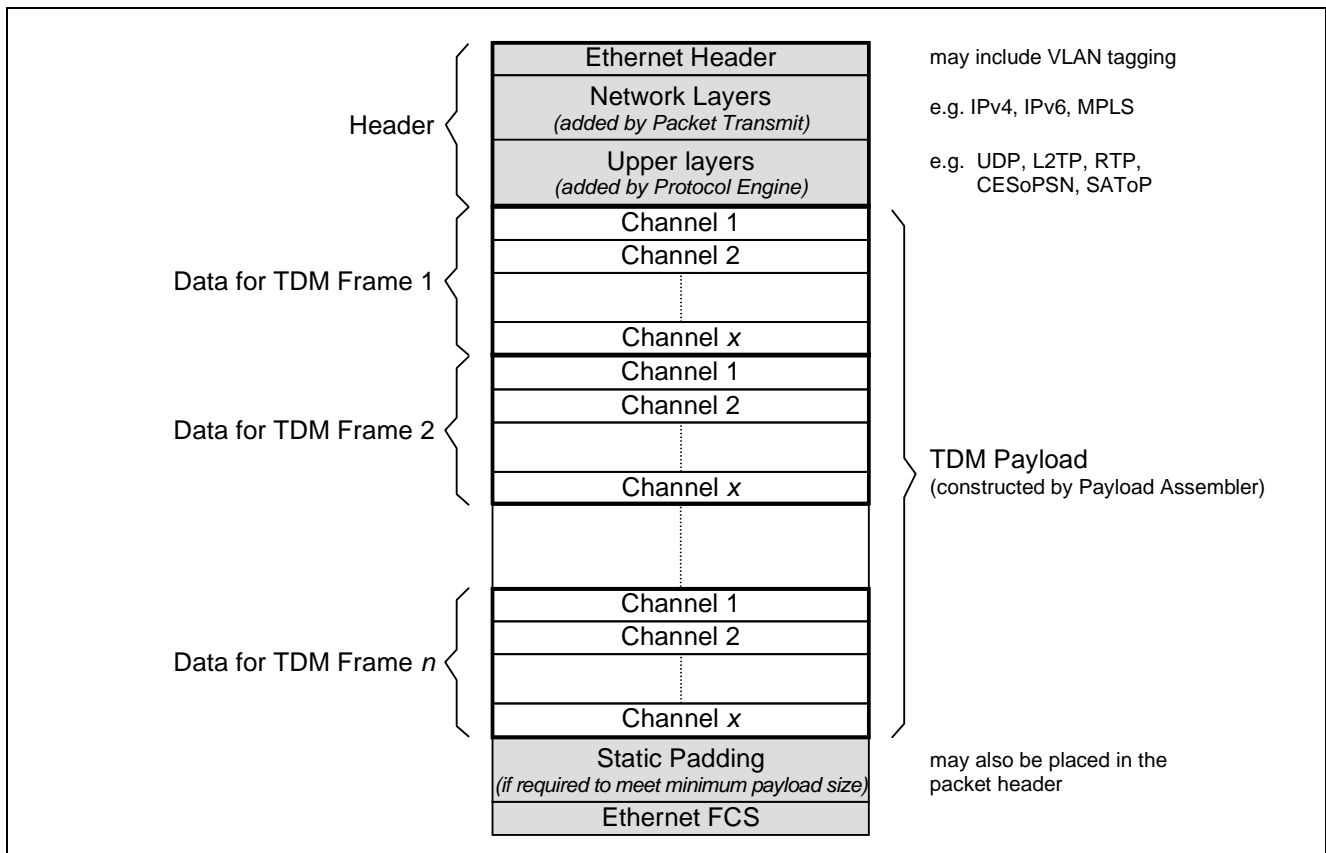 Ethernet Header
may include VLAN tagging
Network Layers
(added by Packet Transmit)
e.g. IPv4, IPv6, MPLS
Header
Upper layers
(added by Protocol Engine)
e.g. UDP, L2TP, RTP,
CESoPSN, SAToP
Channel 1
Channel 2
Data for TDM Frame 1
Channel x
Channel 1
Channel 2
Data for TDM Frame 2
Channel x
TDM Payload
(constructed by Payload Assembler)
Channel 1
Channel 2
Data for TDM Frame n
Channel x
Static Padding
(if required to meet minimum payload size)
may also be placed in the
packet header
Ethernet FCS